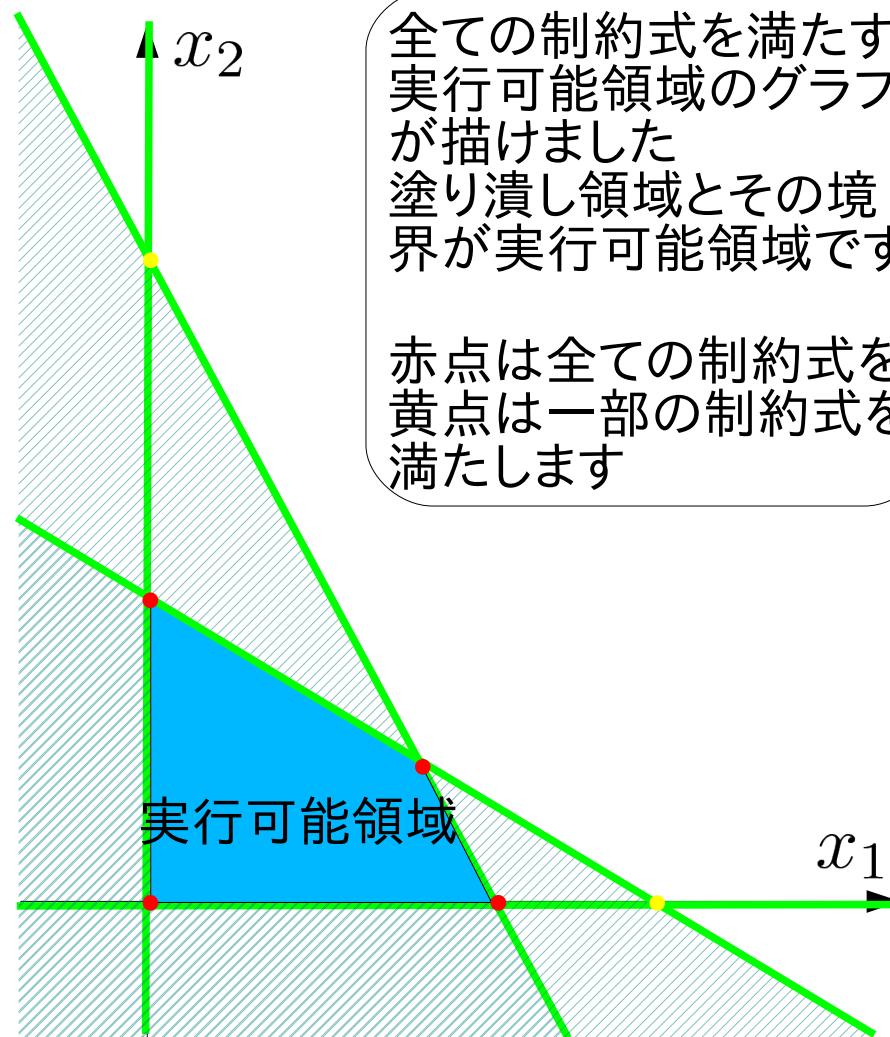 x₂
全ての制約式を満たす
実行可能領域のグラフ
が描けました
塗り潰し領域とその境
界が実行可能領域です
赤点は全ての制約式を
黄点は一部の制約式を
満たします
実行可能領域
x₁